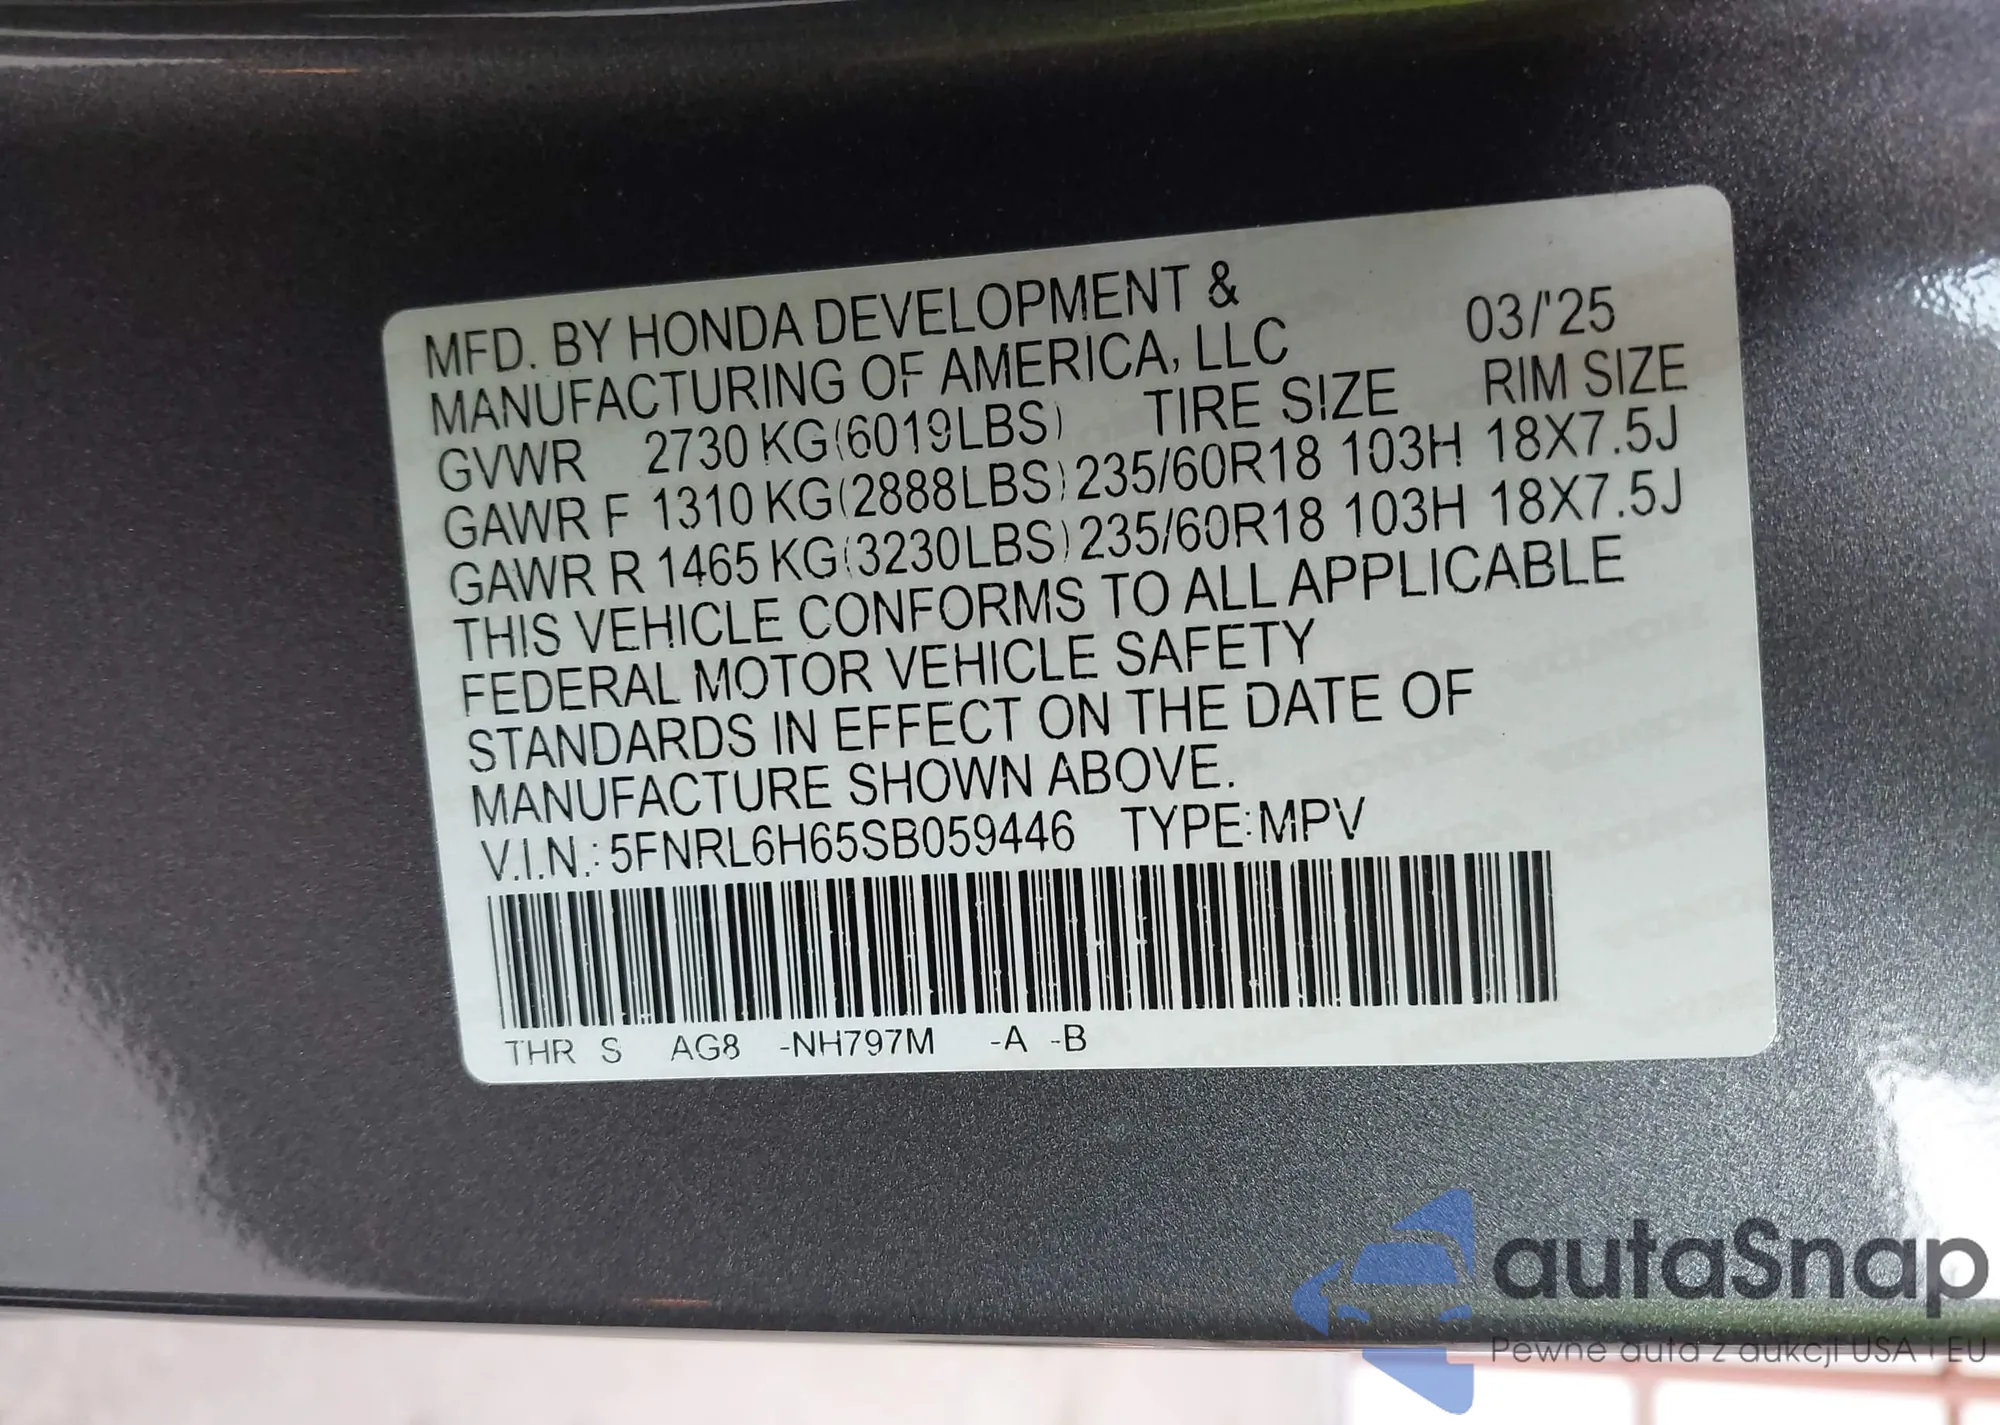 MFD. BY HONDA DEVELOPMENT &
MANUFACTURING OF AMERICA, LLC 03/'25
GVWR 2730 KG(6019LBS) TIRE SIZE RIM SIZE
GAWR F 1310 KG(2888LBS) 235/60R18 103H 18X7.5J
GAWR R 1465 KG(3230LBS) 235/60R18 103H 18X7.5J
THIS VEHICLE CONFORMS TO ALL APPLICABLE
FEDERAL MOTOR VEHICLE SAFETY
STANDARDS IN EFFECT ON THE DATE OF
MANUFACTURE SHOWN ABOVE.
V.I.N.: 5FNRL6H65SB059446 TYPE:MPV
THR S AG8 -NH797M -A -B
autaSnap
Pewne auta z aukcji USA i EU